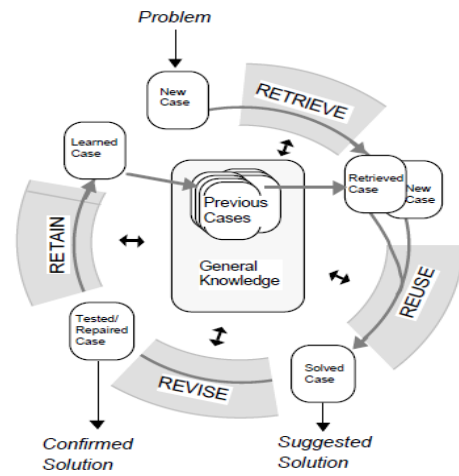 Problem
New
Case
RETRIEVE
Learned
Case
Retrieved
Case
New
Case
Previous
Cases
General
Knowledge
RETAIN
REUSE
Tested/
Repaired
Case
REVISE
Solved
Case
Confirmed
Solution
Suggested
Solution